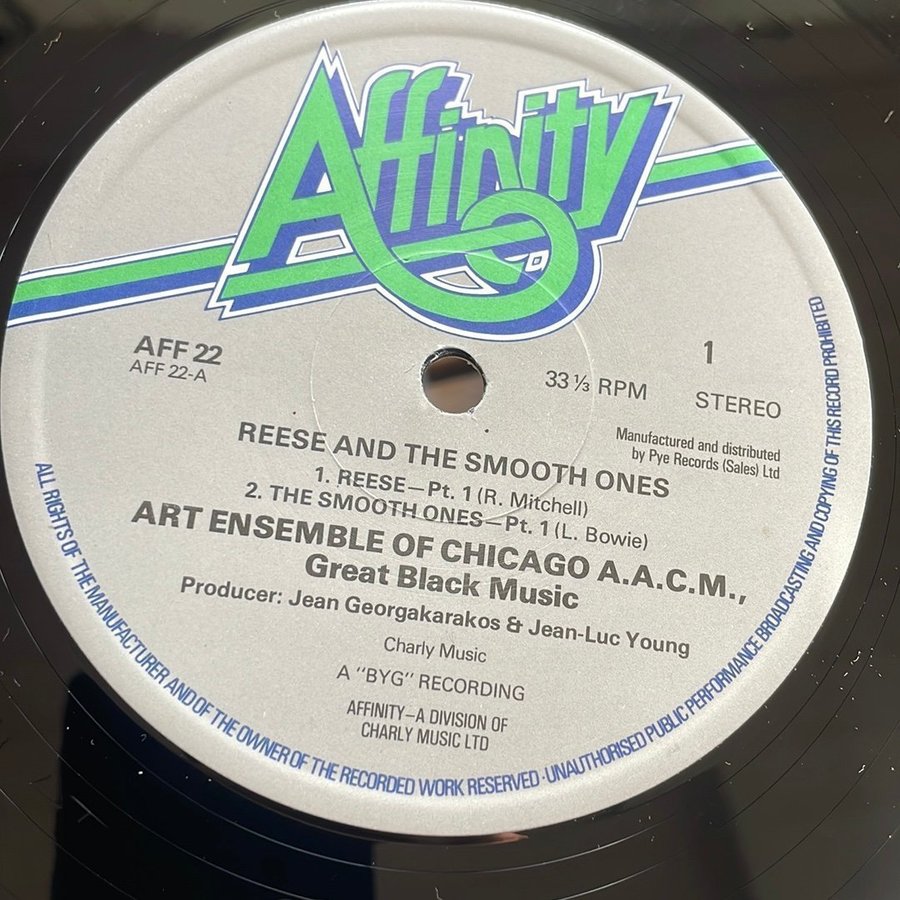 Affinity
AFF 22
AFF 22-A
33 ⅓ RPM
1
STEREO
Manufactured and distributed
by Pye Records (Sales) Ltd
REESE AND THE SMOOTH ONES
1. REESE—Pt. 1 (R. Mitchell)
2. THE SMOOTH ONES—Pt. 1 (L. Bowie)
ART ENSEMBLE OF CHICAGO A.A.C.M.,
Great Black Music
Producer: Jean Georgakarakos & Jean-Luc Young
Charly Music
A "BYG" RECORDING
AFFINITY—A DIVISION OF
CHARLY MUSIC LTD
ALL RIGHTS OF THE MANUFACTURER AND OF THE OWNER OF THE RECORDED WORK RESERVED · UNAUTHORISED PUBLIC PERFORMANCE BROADCASTING AND COPYING OF THIS RECORD PROHIBITED